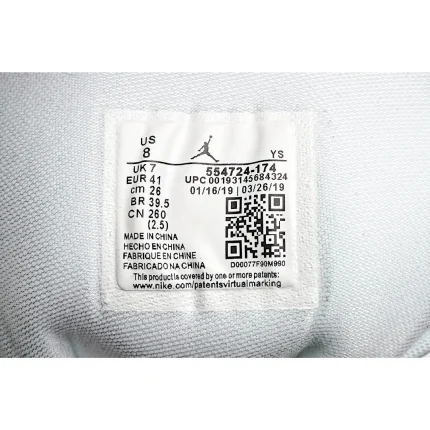 US
8 YS
UK 7 554724-174
EUR 41 UPC 00193145684324
cm 26 01/16/19 | 03/26/19
BR 39.5
CN 260
(2.5)
MADE IN CHINA
HECHO EN CHINA
FABRIQUE EN CHINE
FABRICADO NA CHINA D00077F90M990
This product is covered by one or more patents:
www.nike.com/patentsvirtualmarking